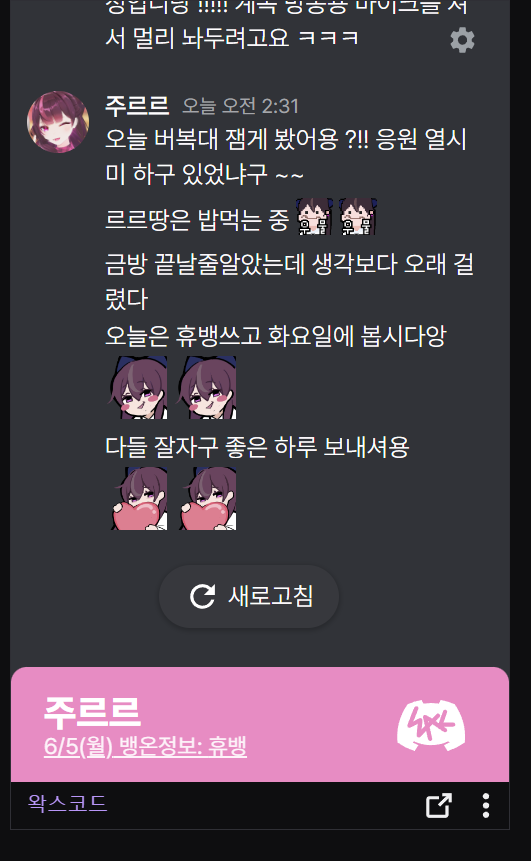 서 멀리 놔두려고요 ㅋㅋㅋ
주르르 오늘 오전 2:31
오늘 버복대 잼게 봤어용 ?!! 응원 열시
미 하구 있었냐구 ~~
르르땅은 밥먹는 중
금방 끝날줄알았는데 생각보다 오래 걸
렸다
오늘은 휴뱅쓰고 화요일에 봅시다앙
다들 잘자구 좋은 하루 보내셔용
새로고침
주르르
6/5(월) 뱅온정보: 휴뱅
왁스코드